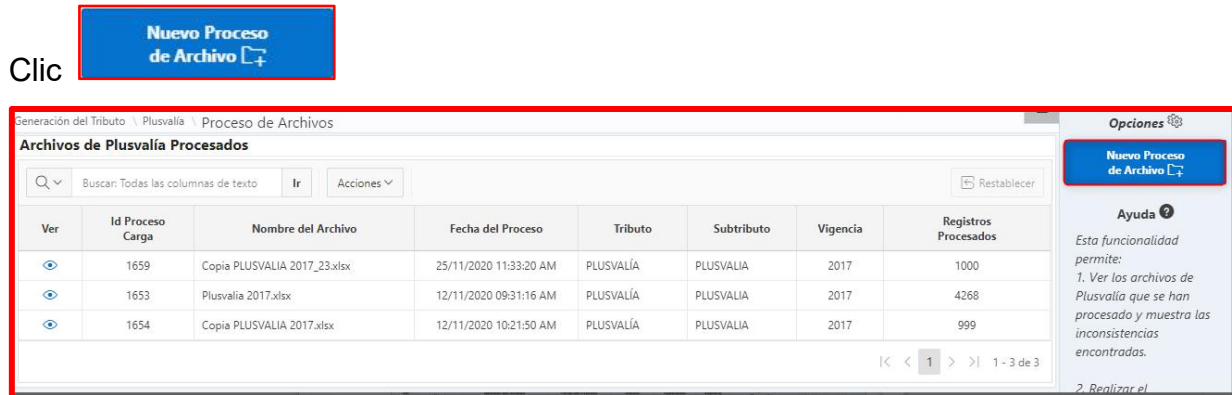 Nuevo Proceso
de Archivo
Clic
Generación del Tributo \ Plusvalía \ Proceso de Archivos
Archivos de Plusvalía Procesados
Buscar: Todas las columnas de texto Ir Acciones Restablecer
Ver Id Proceso Carga Nombre del Archivo Fecha del Proceso Tributo Subtributo Vigencia Registros Procesados
1659 Copia PLUSVALIA 2017_23.xlsx 25/11/2020 11:33:20 AM PLUSVALÍA PLUSVALIA 2017 1000
1653 Plusvalia 2017.xlsx 12/11/2020 09:31:16 AM PLUSVALÍA PLUSVALIA 2017 4268
1654 Copia PLUSVALIA 2017.xlsx 12/11/2020 10:21:50 AM PLUSVALÍA PLUSVALIA 2017 999
1 1 - 3 de 3
Opciones
Nuevo Proceso
de Archivo
Ayuda
Esta funcionalidad
permite:
1. Ver los archivos de
Plusvalía que se han
procesado y muestra las
inconsistencias
encontradas.
2. Realizar el